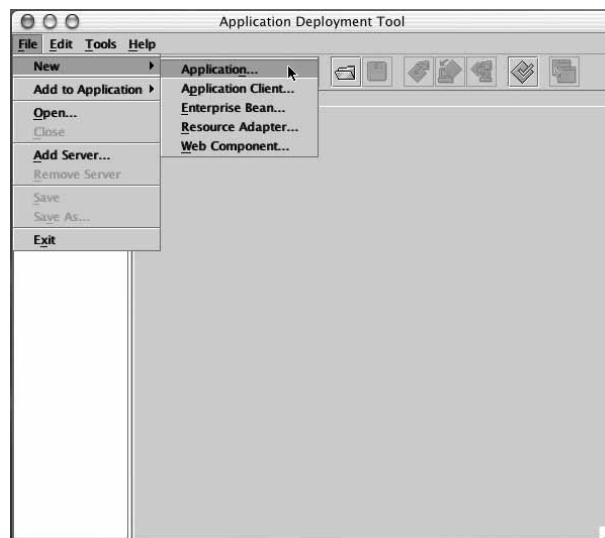 Application Deployment Tool
File Edit Tools Help
New
Add to Application
Open...
Close
Add Server...
Remove Server
Save
Save As...
Exit
Application...
Application Client...
Enterprise Bean...
Resource Adapter...
Web Component...